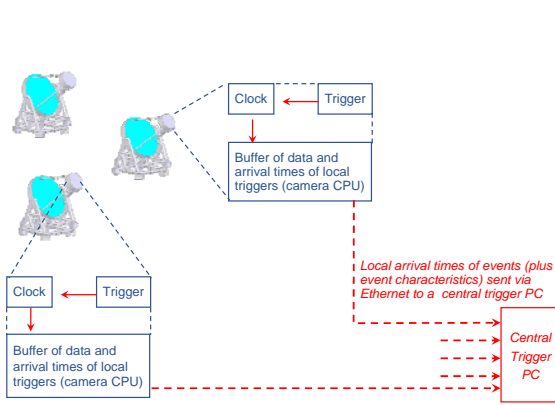 Clock
Trigger
Buffer of data and
arrival times of local
triggers (camera CPU)
Local arrival times of events (plus
event characteristics) sent via
Ethernet to a central trigger PC
Clock
Trigger
Buffer of data and
arrival times of local
triggers (camera CPU)
Central
Trigger
PC